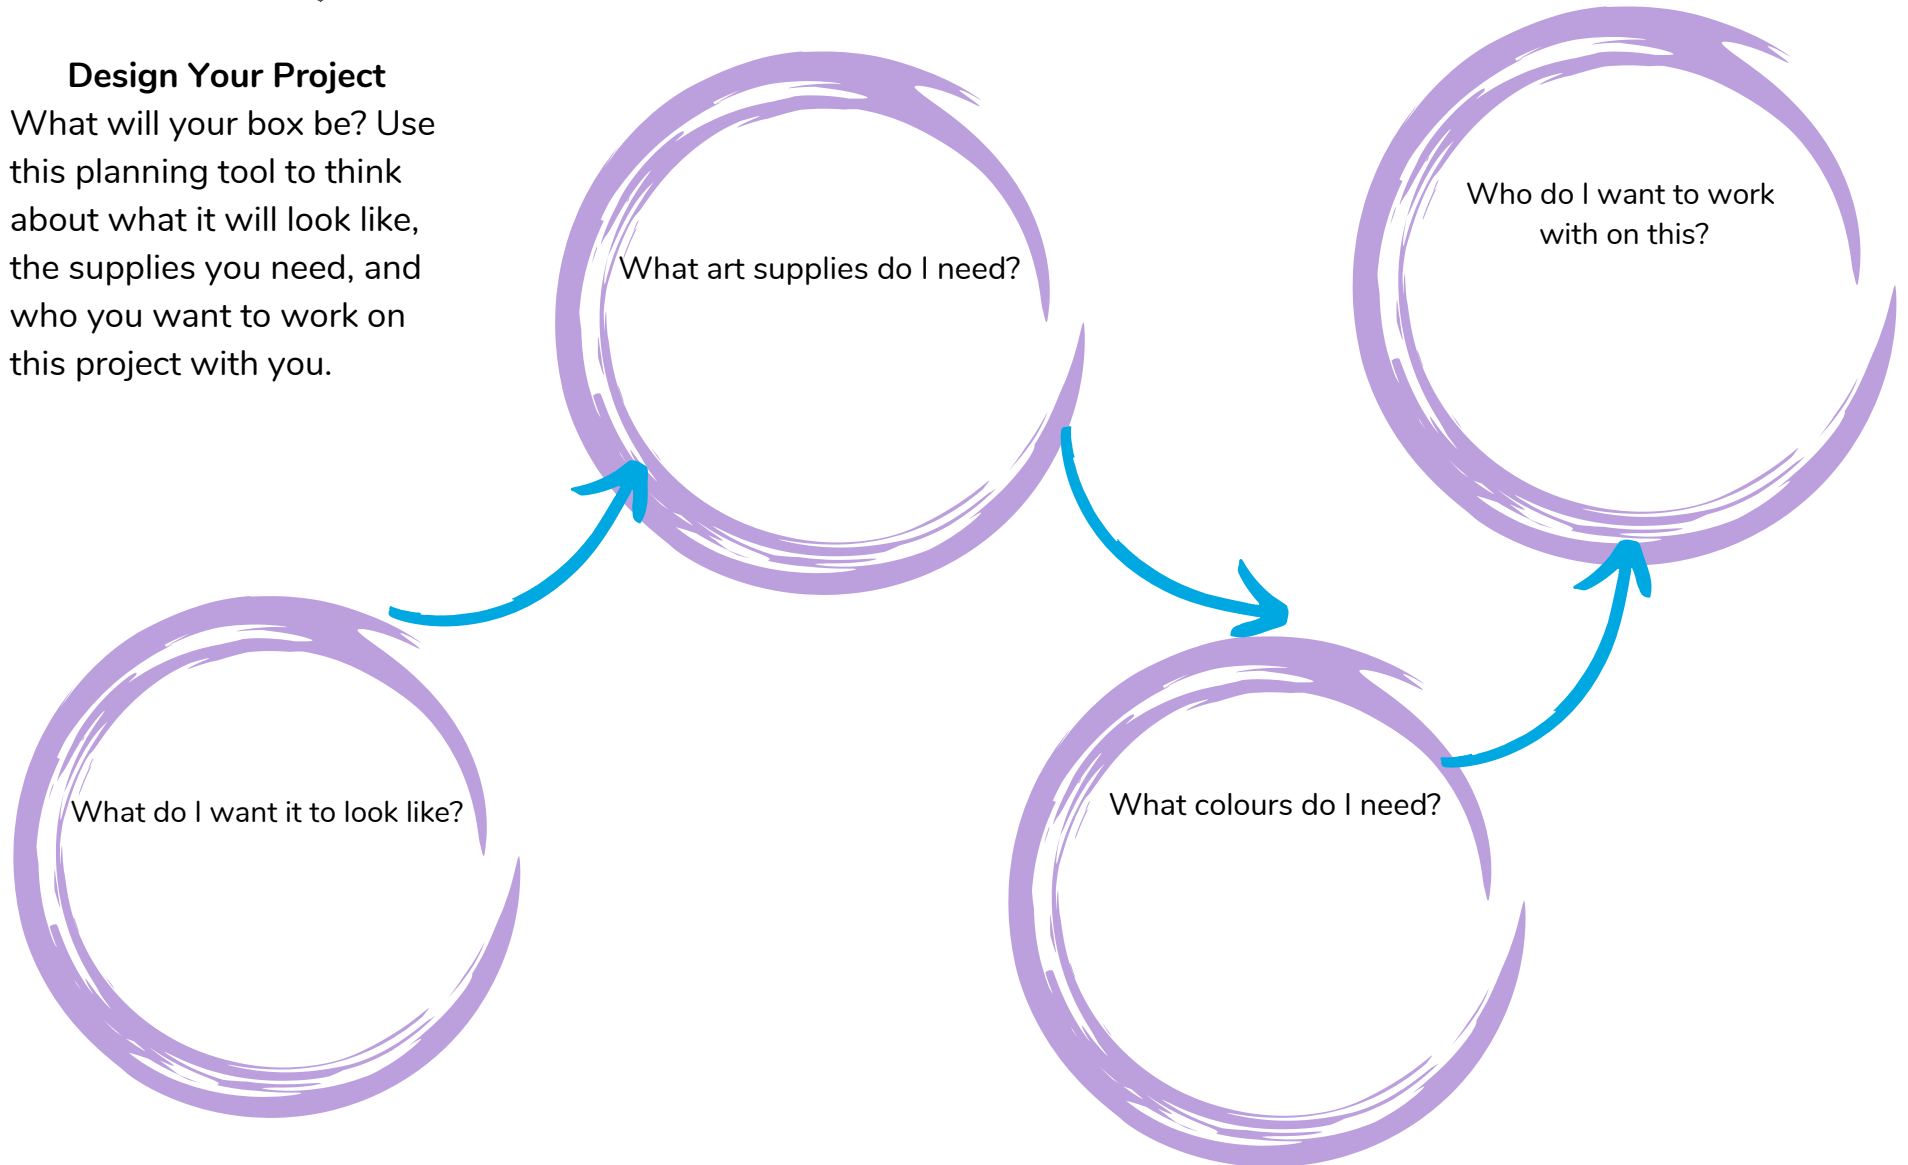 Design Your Project
What will your box be? Use
this planning tool to think
about what it will look like,
the supplies you need, and
who you want to work on
this project with you.
What do I want it to look like?
What art supplies do I need?
What colours do I need?
Who do I want to work
with on this?